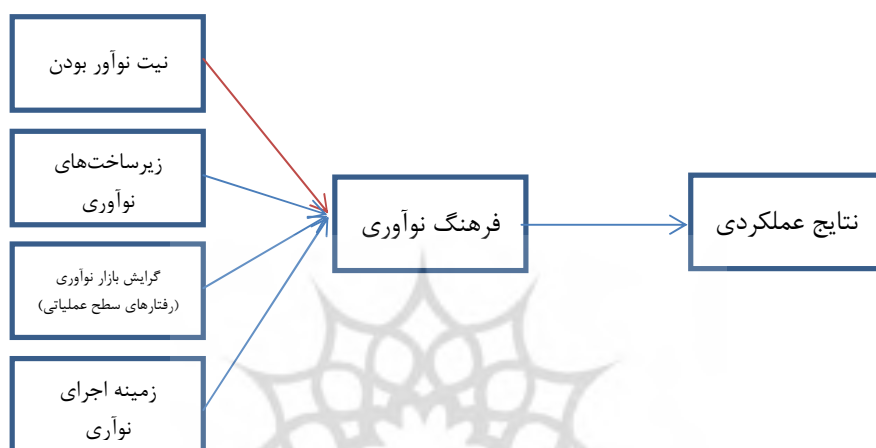 نیت نوآور بودن
زیرساخت‌های
نوآوری
گرایش بازار نوآوری
(رفتارهای سطح عملیاتی)
زمینه اجرای
نوآری
فرهنگ نوآوری
نتایج عملکردی